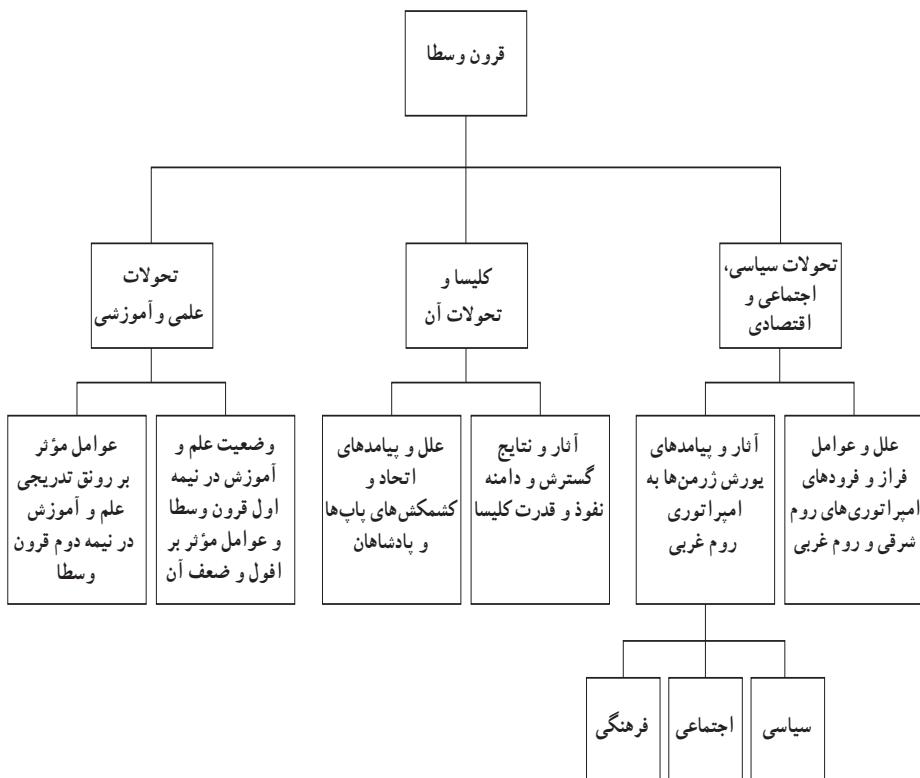 قرون وسطا
تحولات سیاسی،
اجتماعی و
اقتصادی
کلیسا و
تحولات آن
تحولات
علمی و آموزشی
علل و عوامل
فراز و فرودهای
امپراتوری‌های روم
شرقی و روم غربی
آثار و پیامدهای
یورش ژرمن‌ها به
امپراتوری
روم غربی
آثار و نتایج
گسترش و دامنه
نفوذ و قدرت کلیسا
علل و پیامدهای
اتحاد و
کشمکش‌های پاپ‌ها
و پادشاهان
وضعیت علم و
آموزش در نیمه
اول قرون وسطا
و عوامل مؤثر بر
افول و ضعف آن
عوامل مؤثر
بر رونق تدریجی
علم و آموزش
در نیمه دوم قرون
وسطا
سیاسی
اجتماعی
فرهنگی